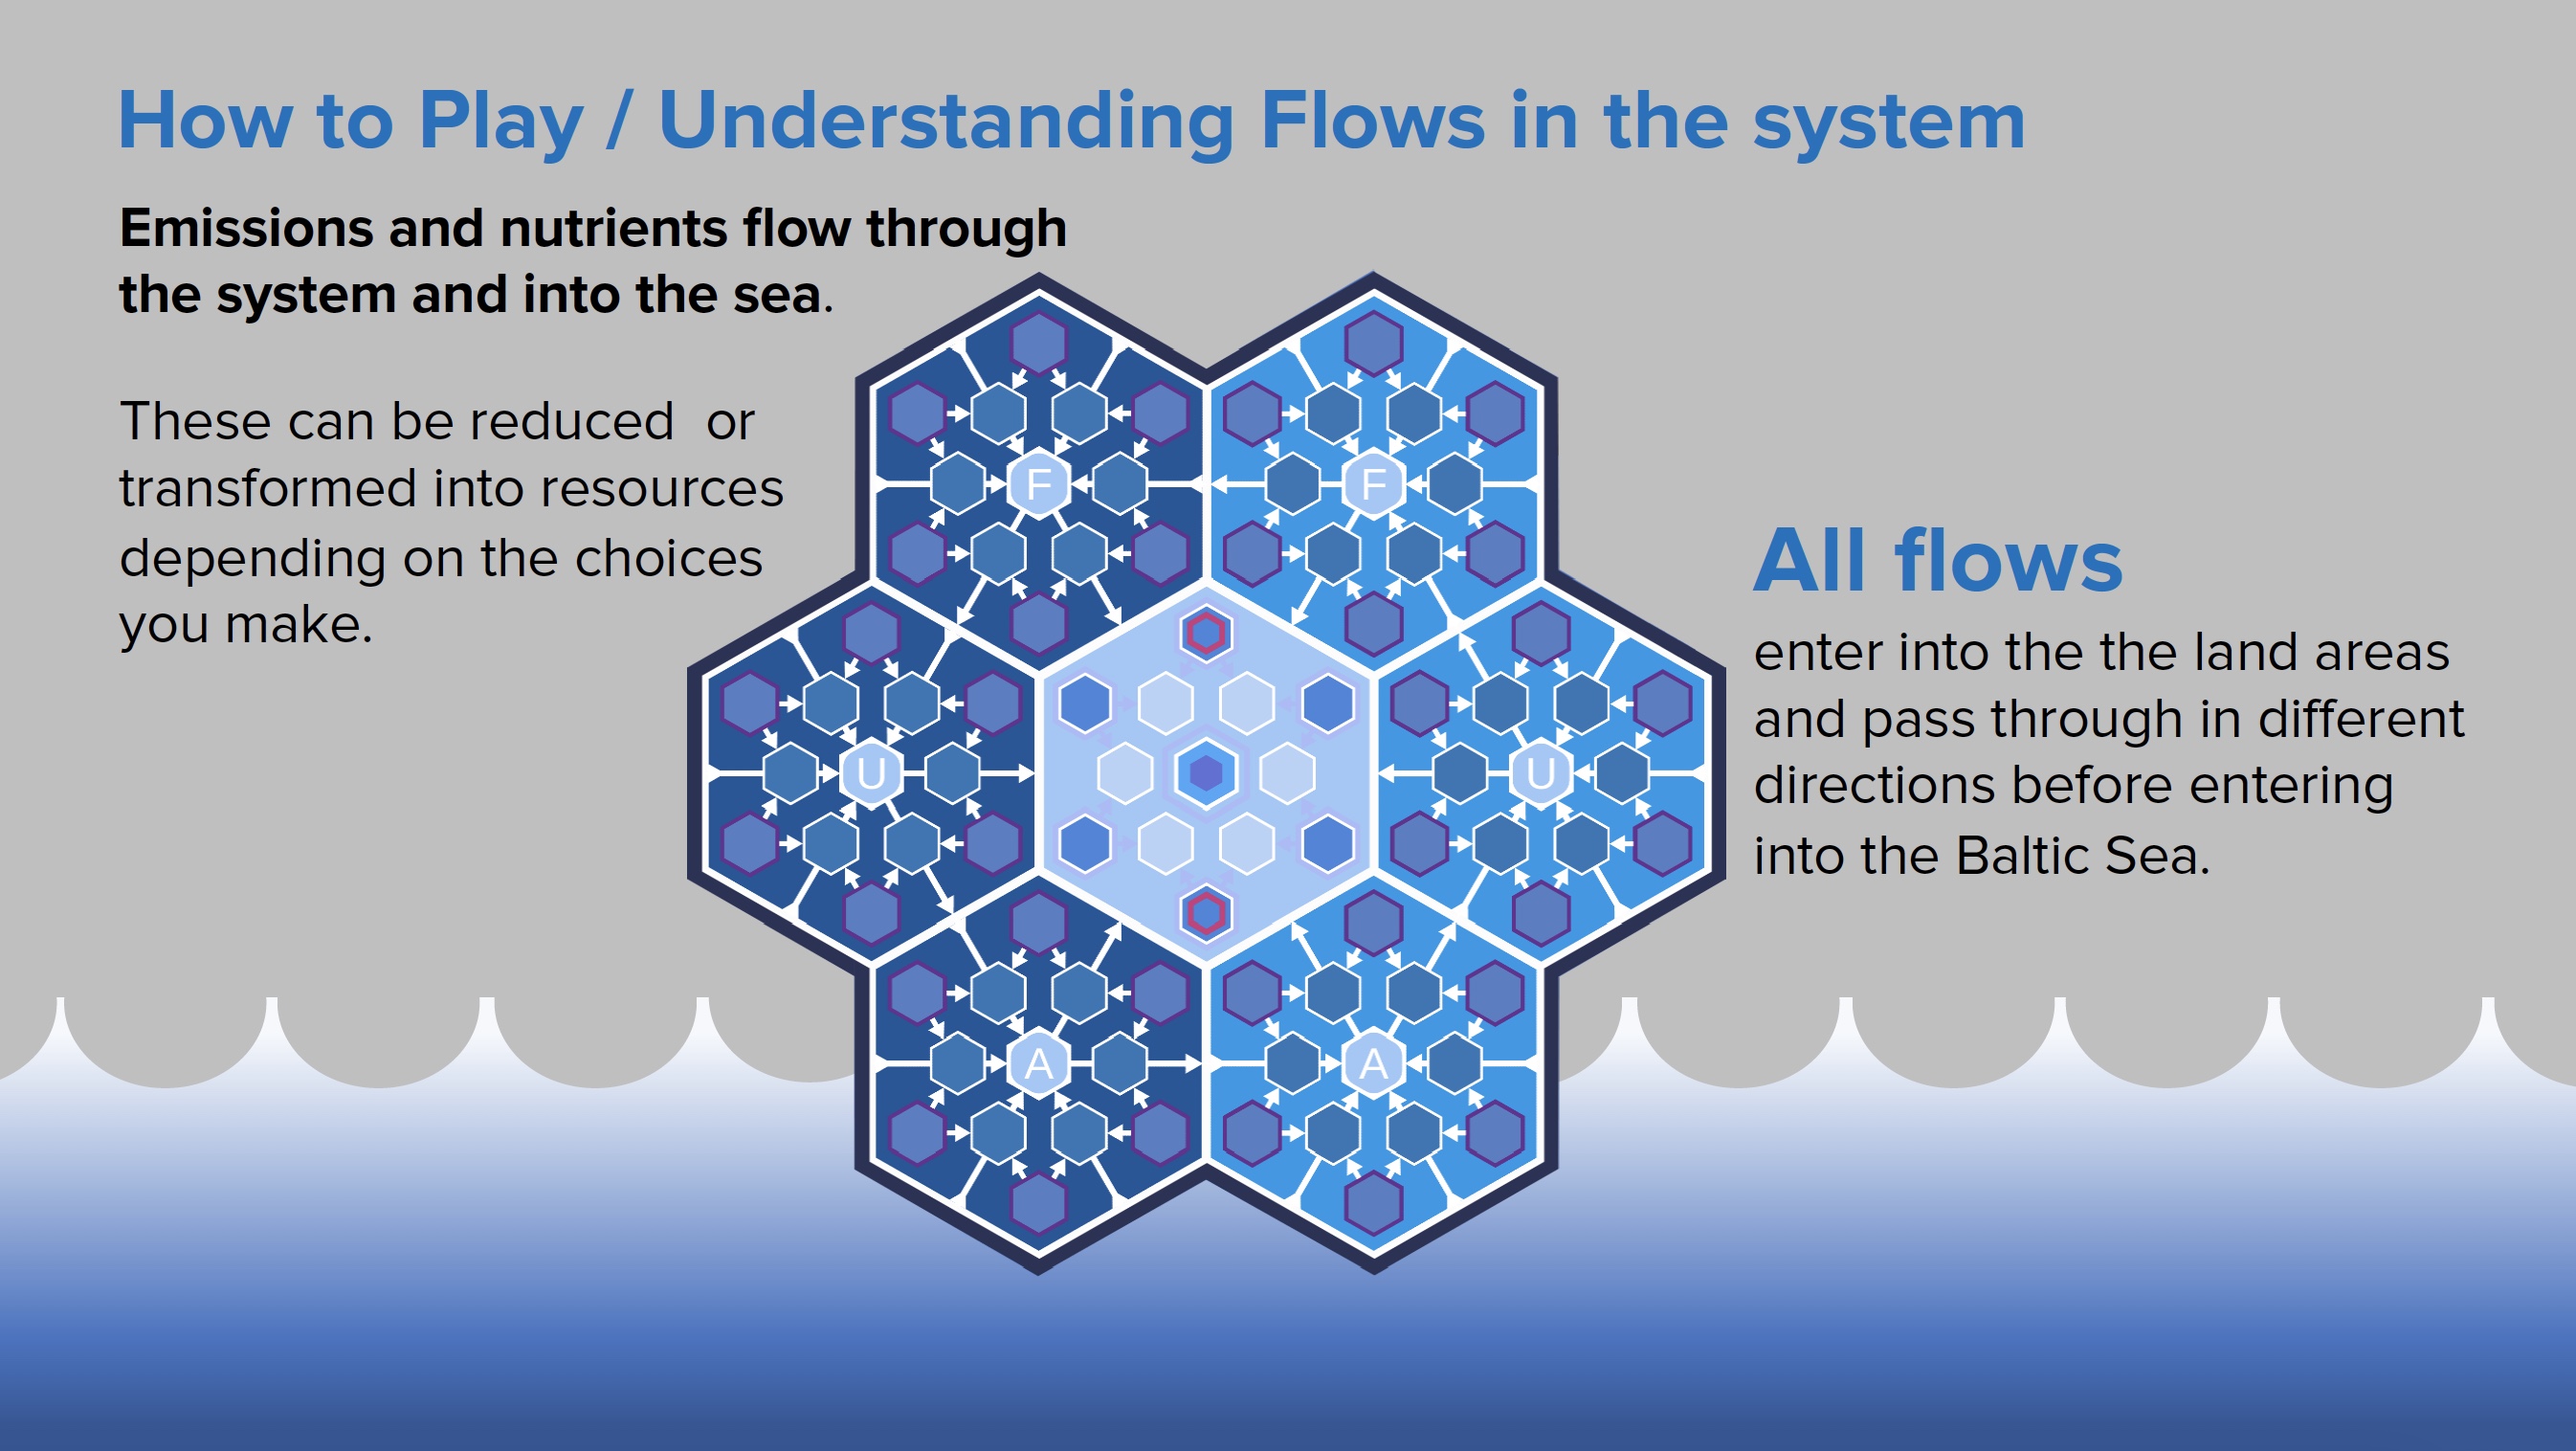 How to Play / Understanding Flows in the system
Emissions and nutrients flow through
the system and into the sea.
These can be reduced  or
transformed into resources
depending on the choices
you make.
F
F
U
U
A
A
All flows
enter into the the land areas
and pass through in different
directions before entering
into the Baltic Sea.